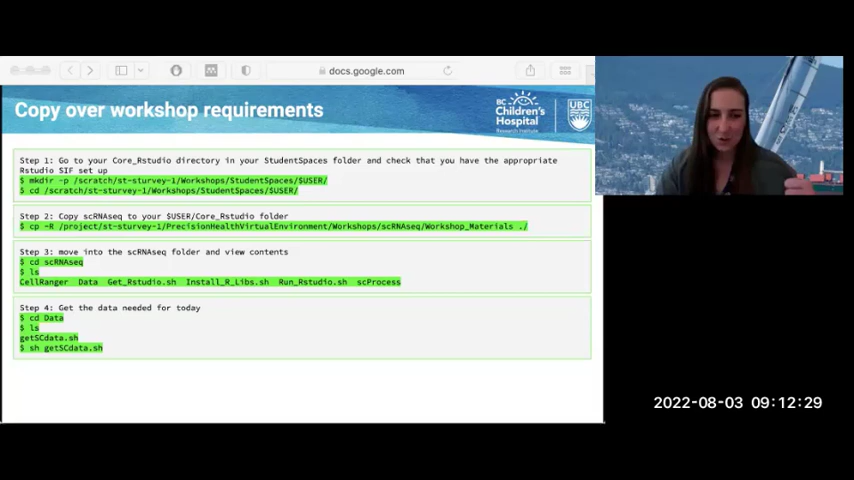 docs.google.com
Copy over workshop requirements
BC
Children's
Hospital
Research Institute
UBC
Step 1: Go to your Core_Rstudio directory in your StudentSpaces folder and check that you have the appropriate
Rstudio SIF set up
$ mkdir -p /scratch/st-sturvey-1/Workshops/StudentSpaces/$USER/
$ cd /scratch/st-sturvey-1/Workshops/StudentSpaces/$USER/
Step 2: Copy scRNAseq to your $USER/Core_Rstudio folder
$ cp -R /project/st-sturvey-1/PrecisionHealthVirtualEnvironment/Workshops/scRNAseq/Workshop_Materials ./
Step 3: move into the scRNAseq folder and view contents
$ cd scRNAseq
$ ls
CellRanger Data Get_Rstudio.sh Install_R_Libs.sh Run_Rstudio.sh scProcess
Step 4: Get the data needed for today
$ cd Data
$ ls
getSCdata.sh
$ sh getSCdata.sh
2022-08-03 09:12:29